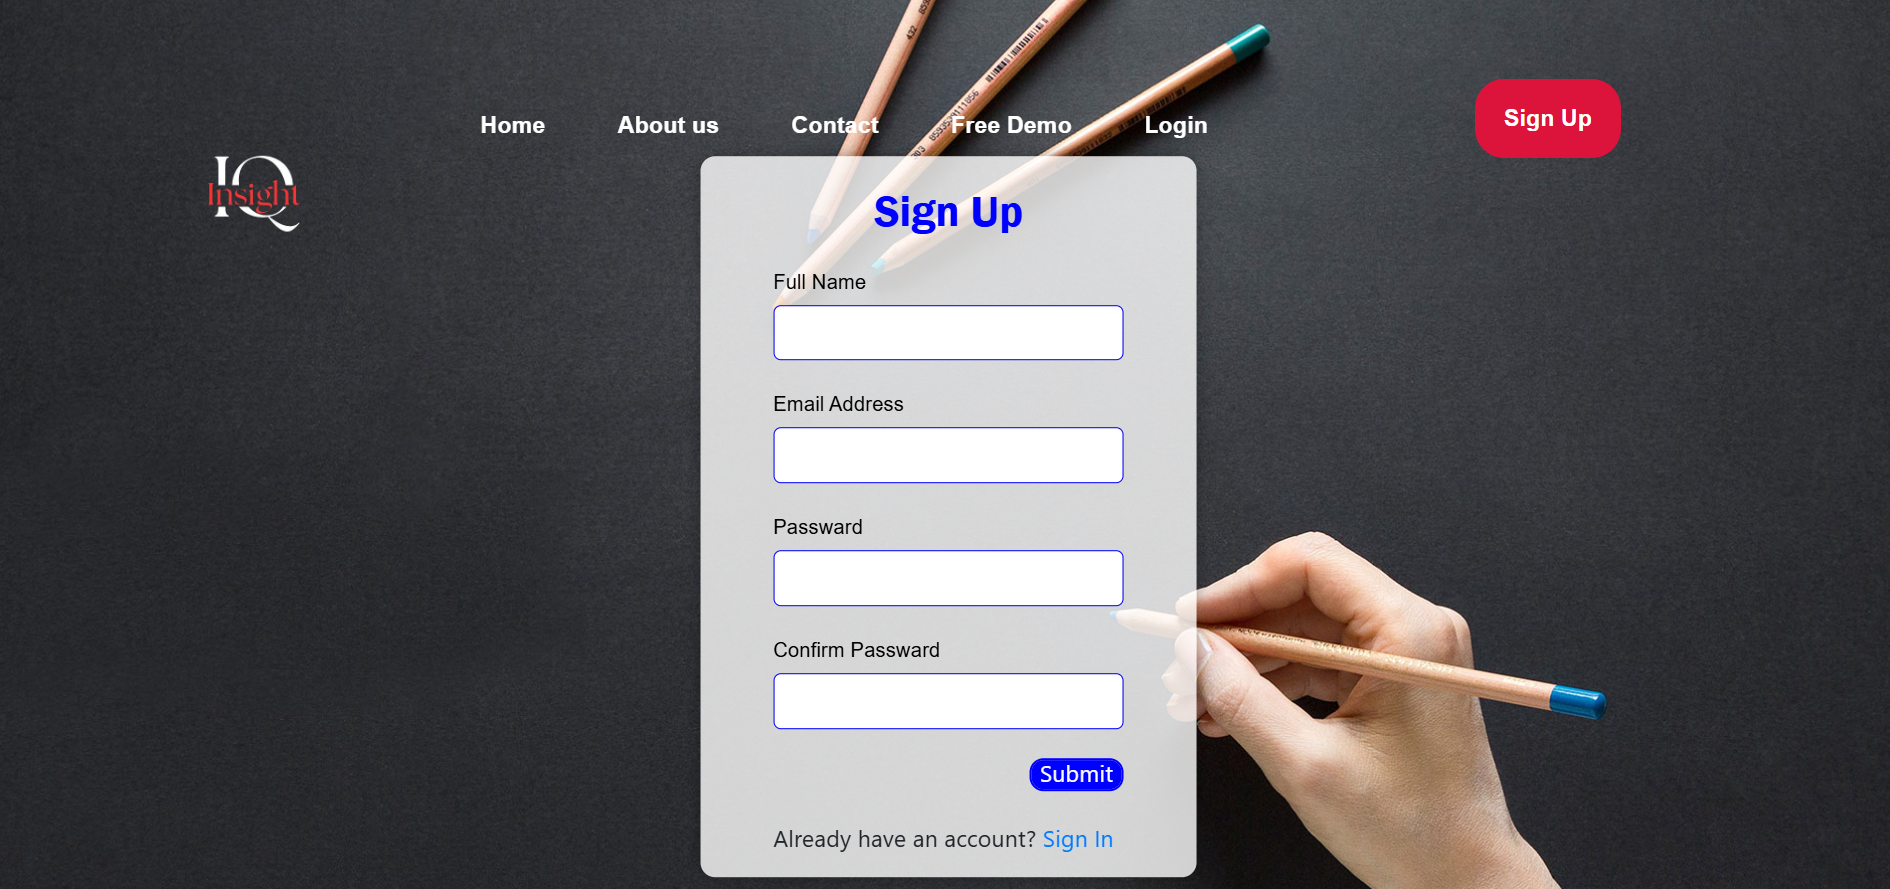 Home About us Contact Free Demo Login Sign Up
IQ
Insight
Sign Up
Full Name
Email Address
Passward
Confirm Password
Submit
Already have an account? Sign In